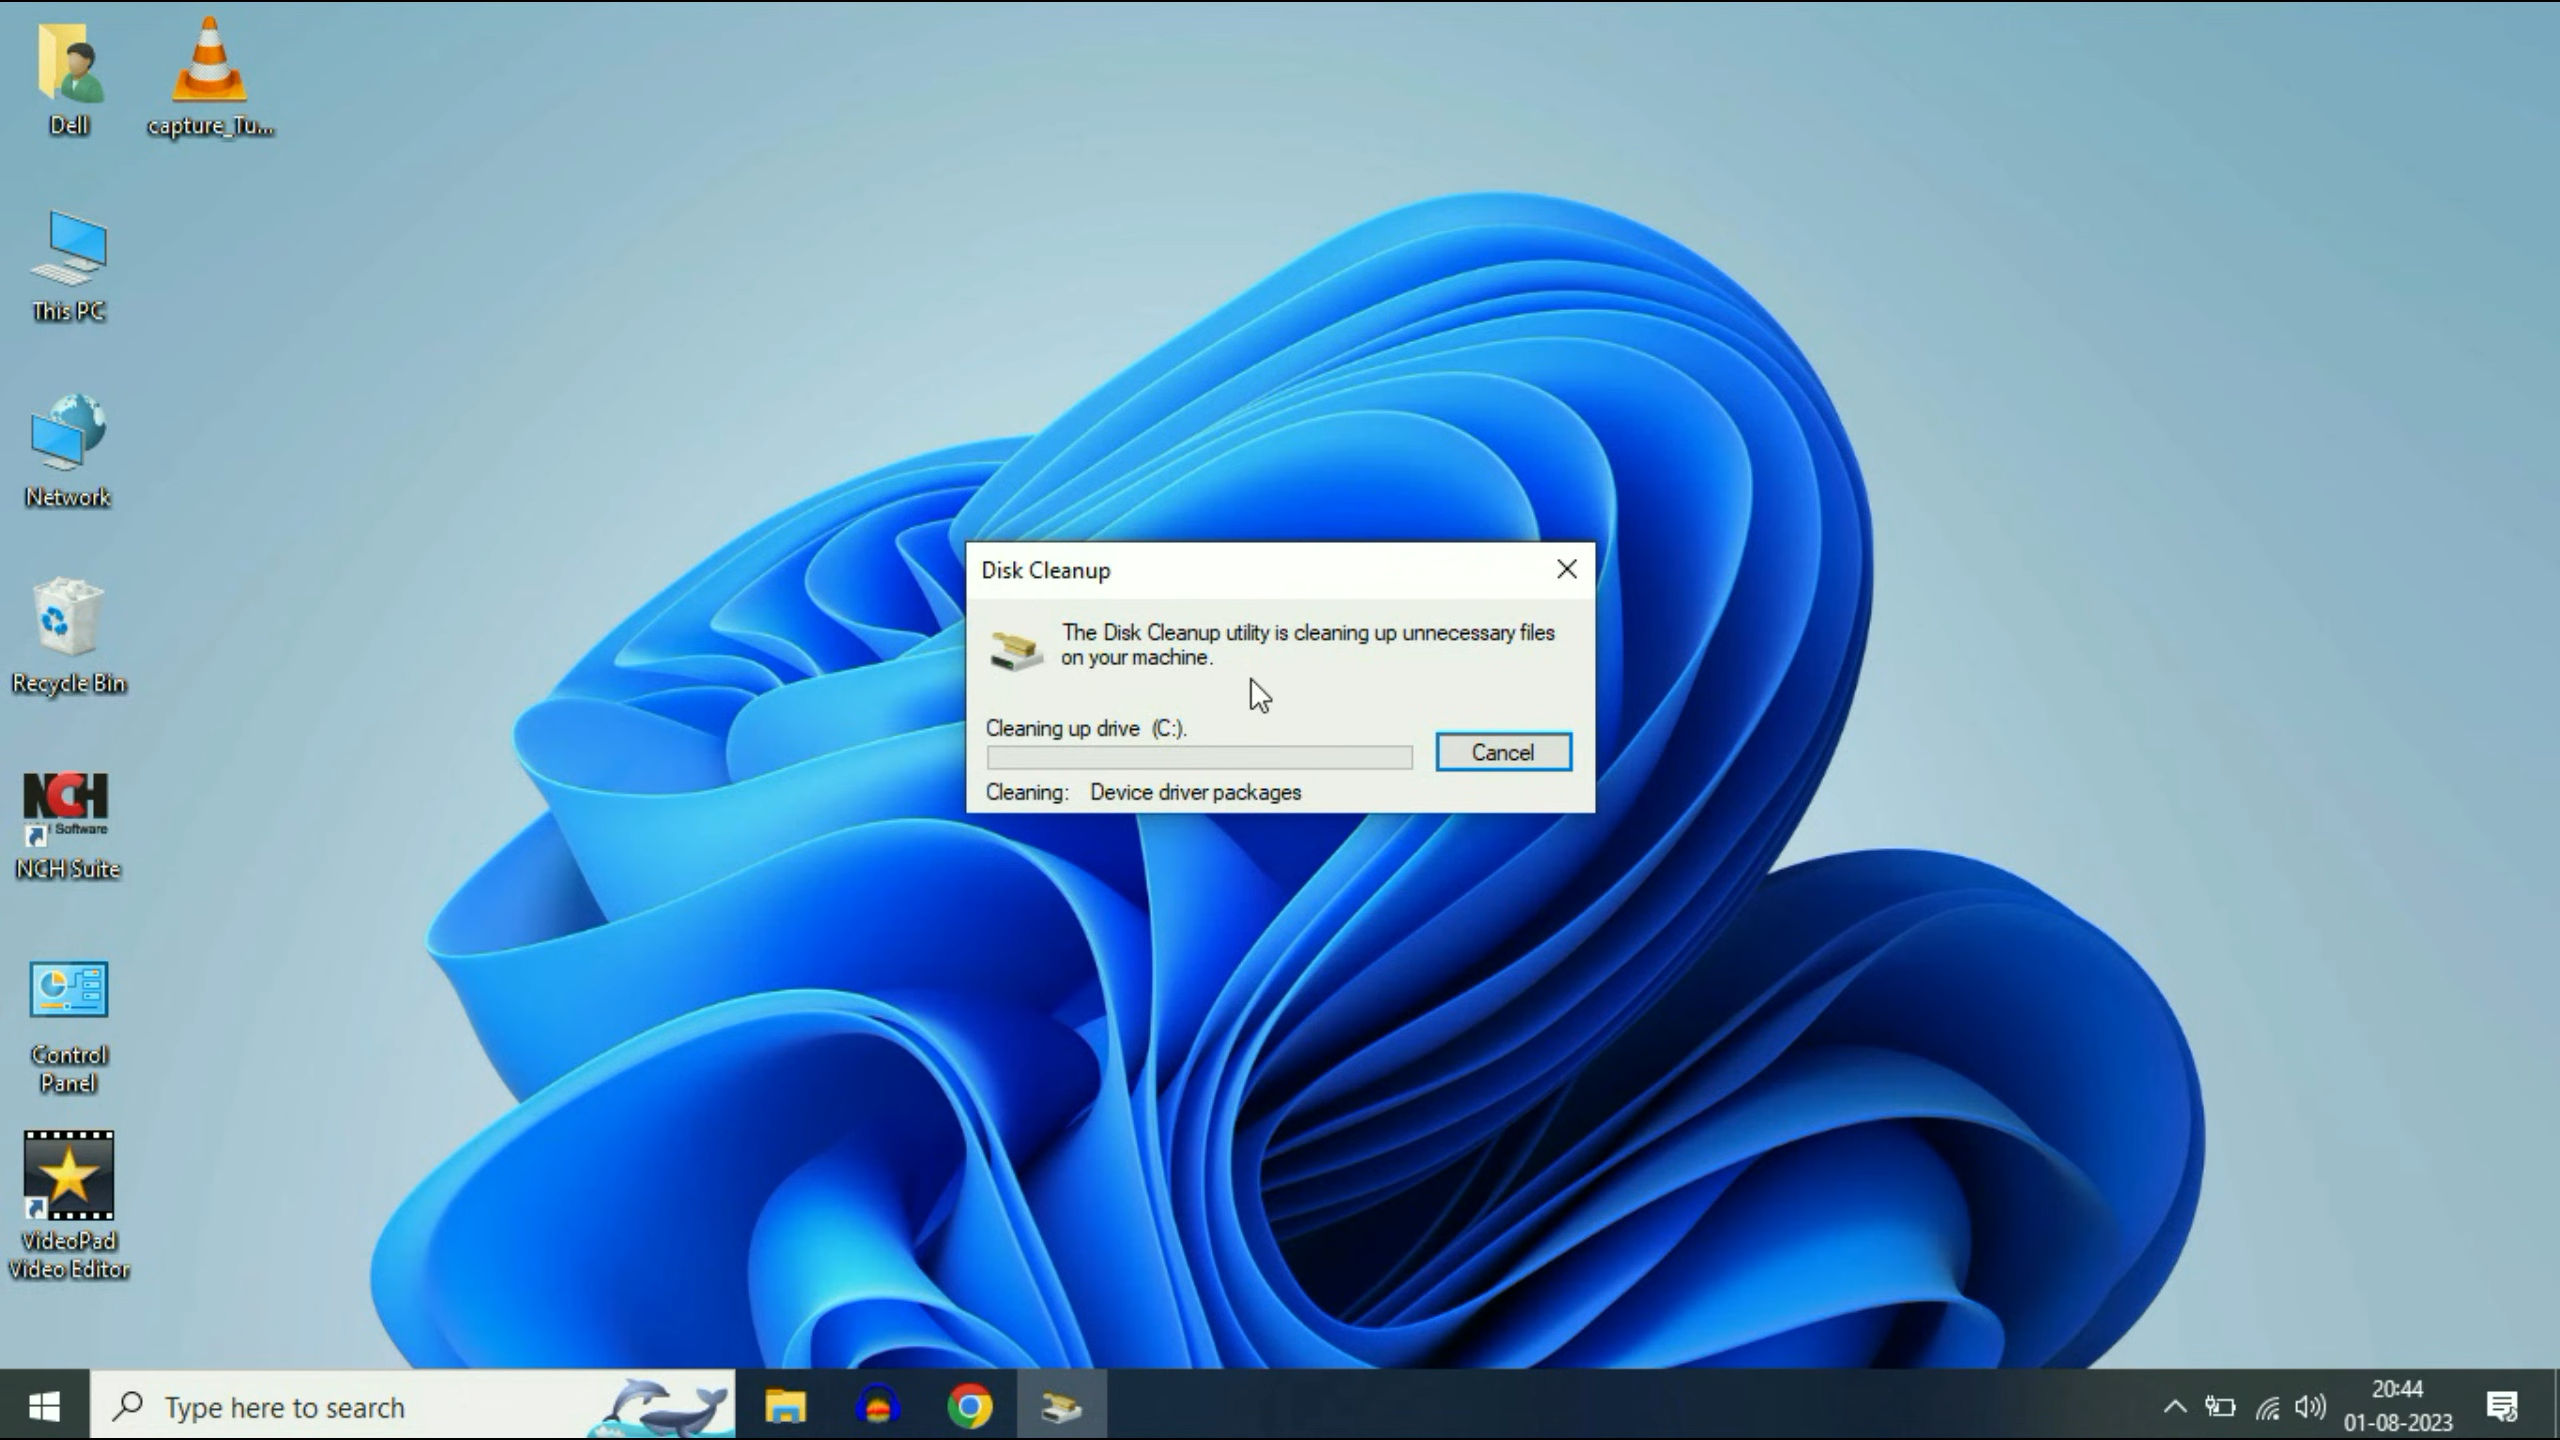 Dell
capture_Tu...
This PC
Network
Recycle Bin
NCH
Software
NCH Suite
Control
Panel
VideoPad
Video Editor
Disk Cleanup
The Disk Cleanup utility is cleaning up unnecessary files
on your machine.
Cleaning up drive (C:).
Cancel
Cleaning: Device driver packages
Type here to search
20:44
01-08-2023